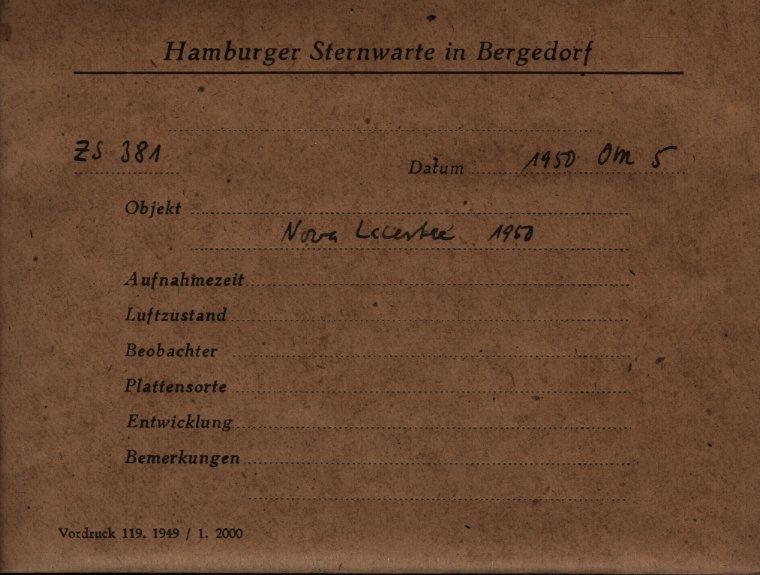 Hamburger Sternwarte in Bergedorf
ZS 381
Datum 1950 5
Objekt
Nova Lacertae 1950
Aufnahmezeit
Luftzustand
Beobachter
Plattensorte
Entwicklung
Bemerkungen
Vordruck 119. 1949 / 1. 2000